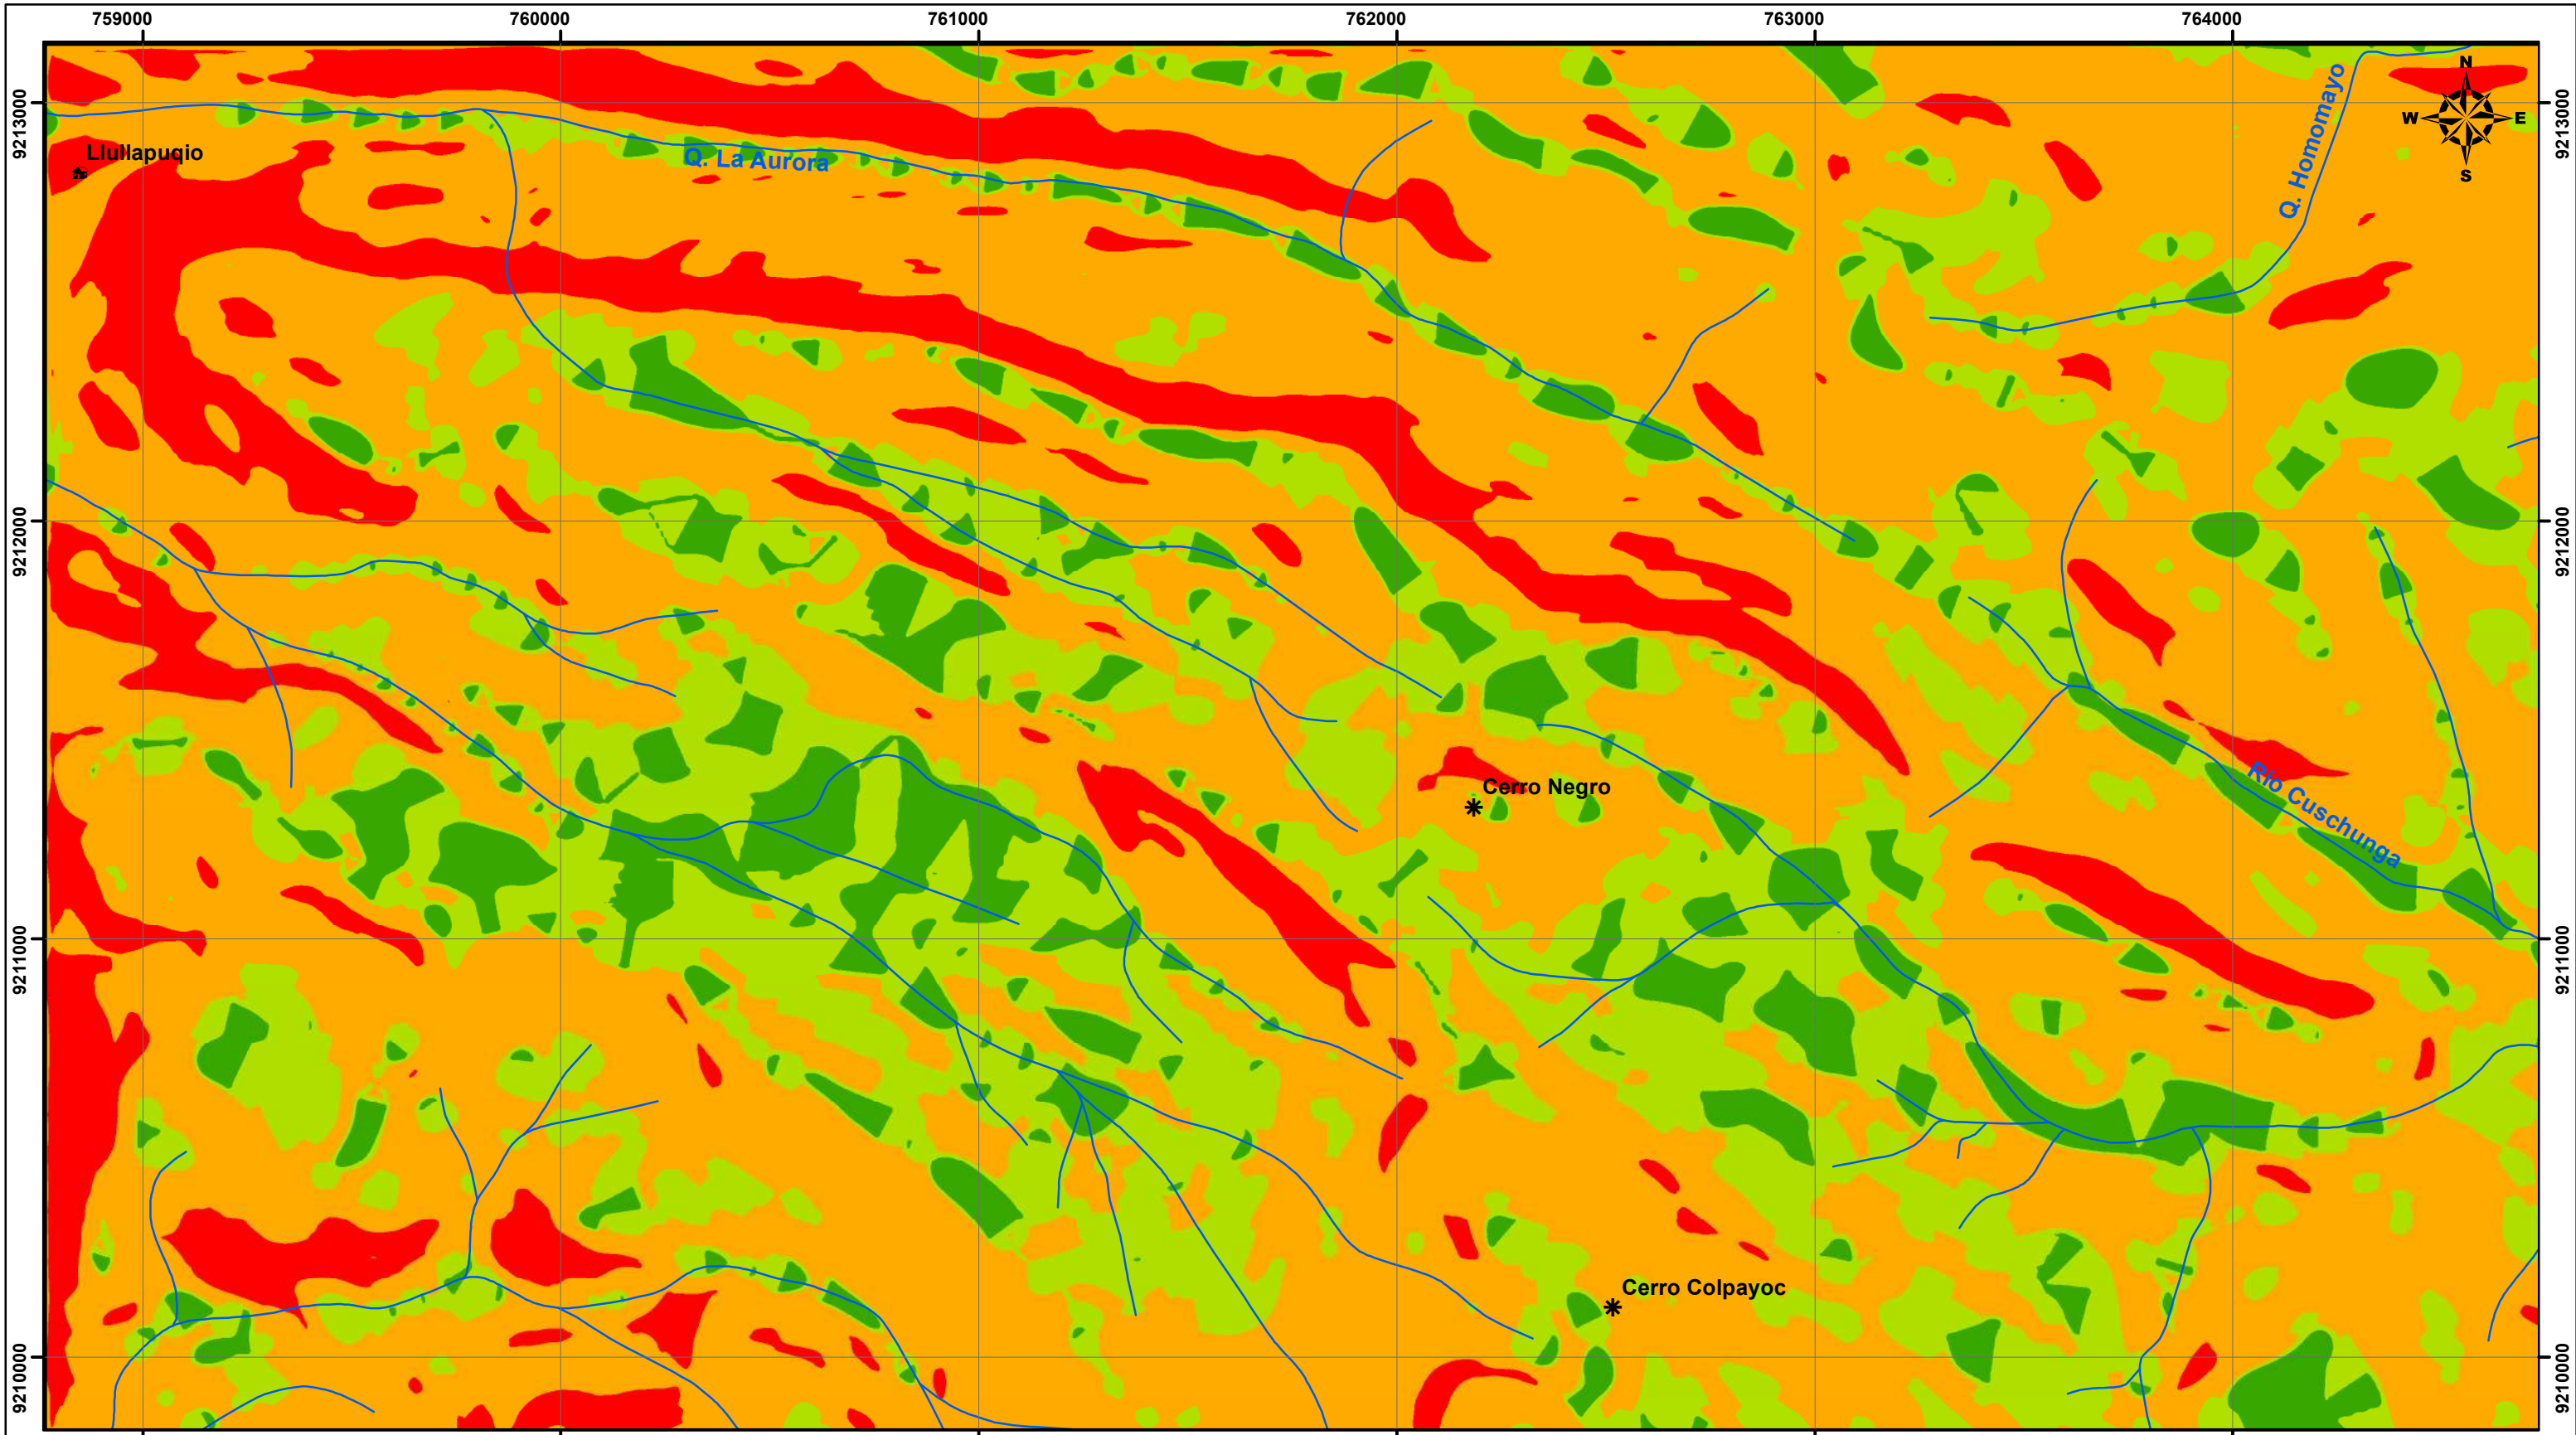 759000 760000 761000 762000 763000 764000
9213000
9213000
N
W E
S
Llullapuqio
Q. La Aurora
Q. Homomayo
9212000
9212000
Cerro Negro
Río Cuschunga
9211000
9211000
Cerro Colpayoc
9210000
9210000